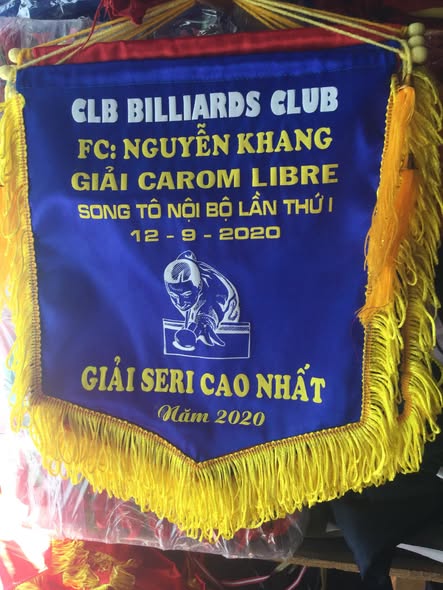 CLB BILLIARDS CLUB
FC: NGUYỄN KHANG
GIẢI CAROM LIBRE
SONG TÔ NỘI BỘ LẦN THỨ I
12 - 9 - 2020
GIẢI SERI CAO NHẤT
Năm 2020